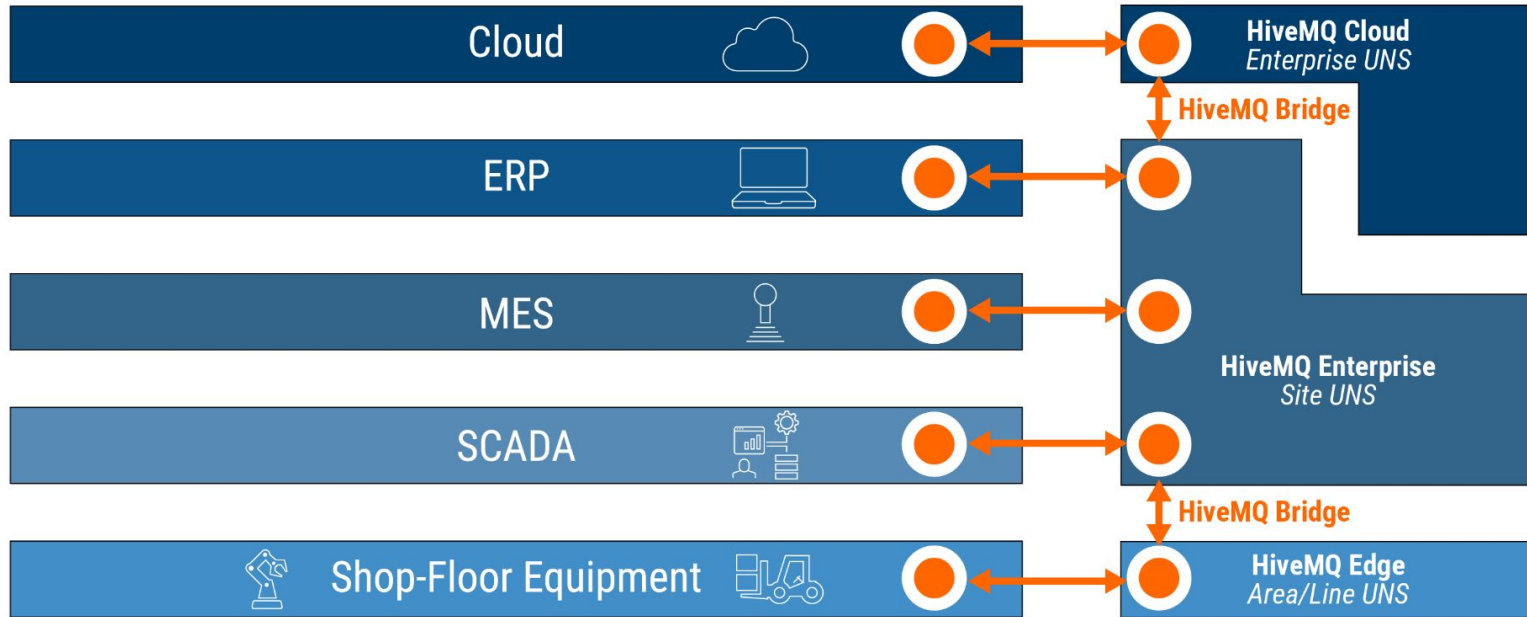 Cloud
HiveMQ Cloud
Enterprise UNS
HiveMQ Bridge
ERP
MES
HiveMQ Enterprise
Site UNS
SCADA
HiveMQ Bridge
Shop-Floor Equipment
HiveMQ Edge
Area/Line UNS